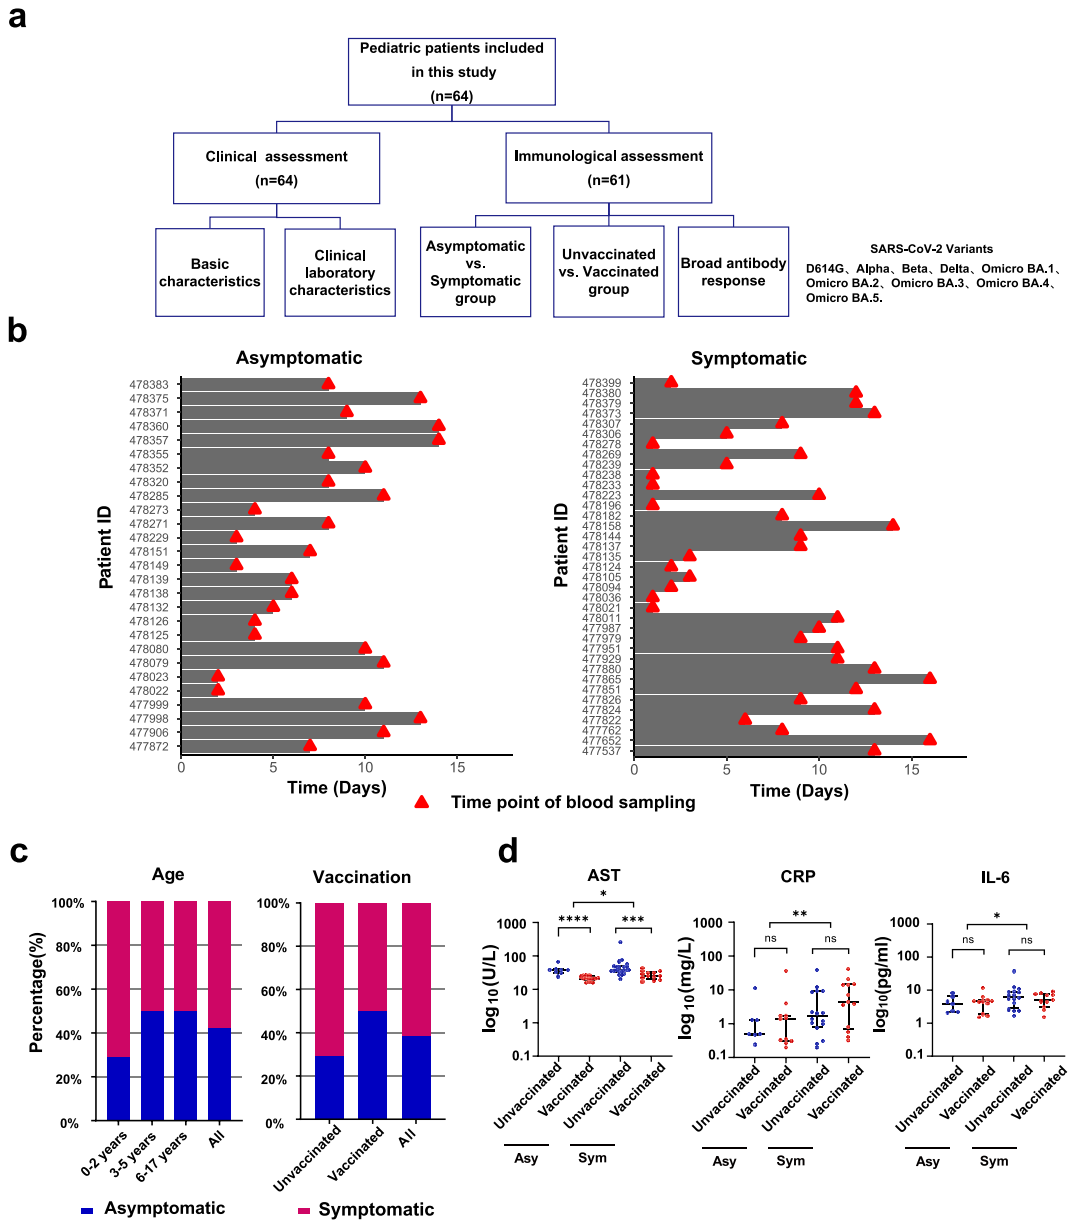 a
Pediatric patients included
in this study
(n=64)
Clinical assessment
(n=64)
Immunological assessment
(n=61)
Basic
characteristics
Clinical
laboratory
characteristics
Asymptomatic
vs.
Symptomatic
group
Unvaccinated
vs. Vaccinated
group
Broad antibody
response
SARS-CoV-2 Variants
D614G、Alpha、Beta、Delta、Omicro BA.1、
Omicro BA.2、Omicro BA.3、Omicro BA.4、
Omicro BA.5.
b
Asymptomatic
Patient ID
478383
478375
478371
478360
478357
478355
478352
478320
478285
478273
478271
478229
478151
478149
478139
478138
478132
478126
478125
478080
478079
478023
478022
477999
477998
477906
477872
0 5 10 15
Time (Days)
Symptomatic
Patient ID
478399
478380
478379
478373
478307
478306
478278
478269
478239
478238
478233
478223
478196
478182
478158
478144
478137
478135
478124
478105
478094
478036
478021
478011
477987
477979
477951
477929
477880
477865
477851
477826
477824
477822
477762
477652
477537
0 5 10 15
Time (Days)
Time point of blood sampling
c
Age
Percentage(%)
100%
80%
60%
40%
20%
0%
0-2 years
3-5 years
6-17 years
All
Vaccination
100%
80%
60%
40%
20%
0%
Unvaccinated
Vaccinated
All
Asymptomatic
Symptomatic
d
AST
log10(U/L)
1000
100
10
1
0.1
*
**** ***
Unvaccinated
Vaccinated
Unvaccinated
Vaccinated
Asy Sym
CRP
log10(mg/L)
1000
100
10
1
0.1
**
ns ns
Unvaccinated
Vaccinated
Unvaccinated
Vaccinated
Asy Sym
IL-6
log10(pg/ml)
1000
100
10
1
0.1
*
ns ns
Unvaccinated
Vaccinated
Unvaccinated
Vaccinated
Asy Sym